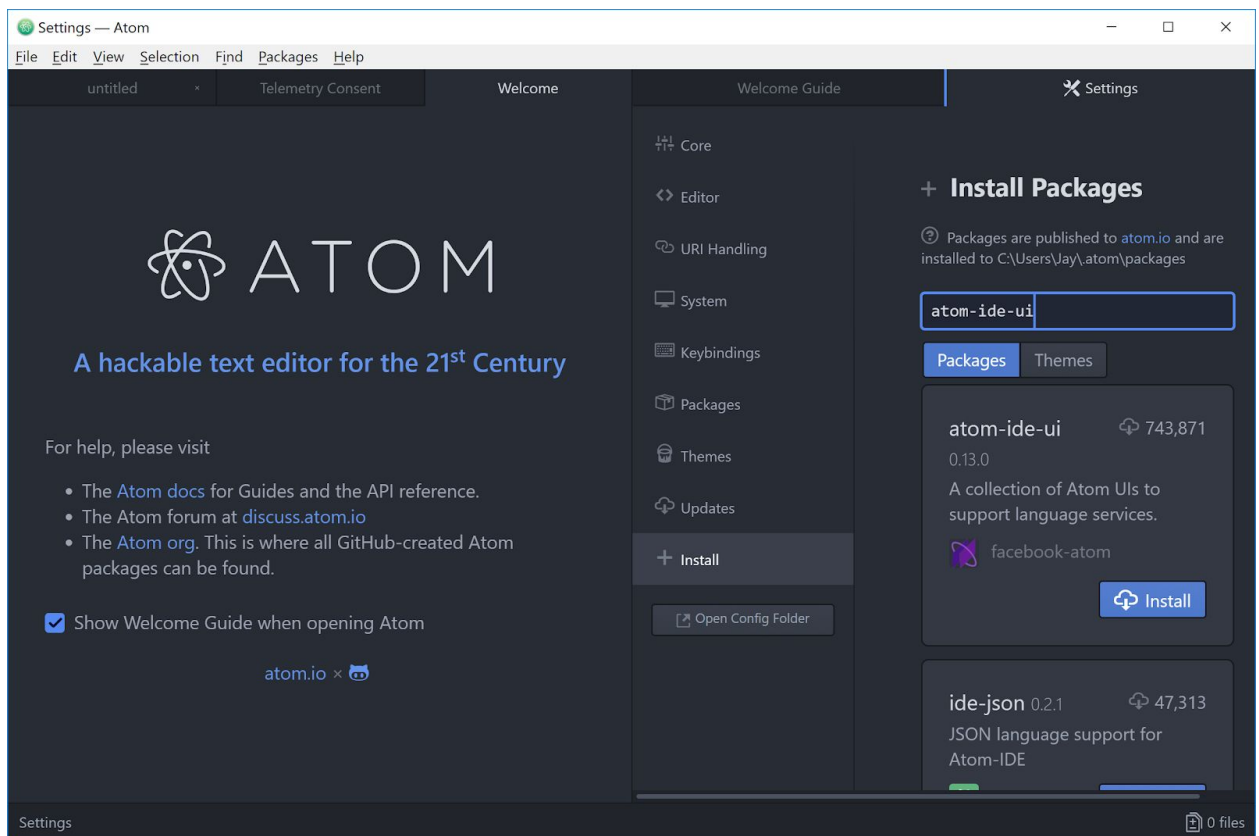 Settings — Atom
File Edit View Selection Find Packages Help
untitled × Telemetry Consent Welcome Welcome Guide Settings
ATOM
A hackable text editor for the 21st Century
For help, please visit
• The Atom docs for Guides and the API reference.
• The Atom forum at discuss.atom.io
• The Atom org. This is where all GitHub-created Atom
packages can be found.
Show Welcome Guide when opening Atom
atom.io ×
Core
Editor
URI Handling
System
Keybindings
Packages
Themes
Updates
+ Install
Open Config Folder
+ Install Packages
Packages are published to atom.io and are
installed to C:\Users\Jay\.atom\packages
atom-ide-ui
Packages Themes
atom-ide-ui 743,871
0.13.0
A collection of Atom UIs to
support language services.
facebook-atom
Install
ide-json 0.2.1 47,313
JSON language support for
Atom-IDE
Settings 0 files